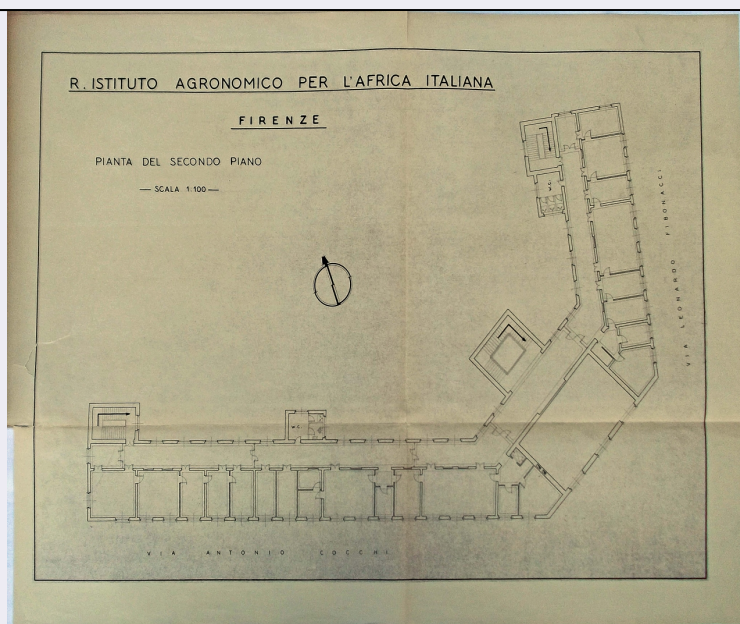 R. ISTITUTO AGRONOMICO PER L'AFRICA ITALIANA
FIRENZE
PIANTA DEL SECONDO PIANO
— SCALA 1:100 —
W.C.
VIA LEONARDO FIBONACCI
W.C.
VIA ANTONIO COCCHI